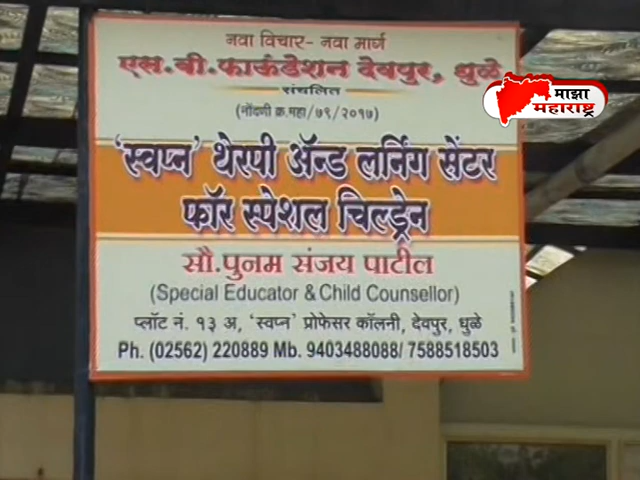 नवा विचार- नवा मार्ग
एस.बी.फाऊंडेशन देवपुर, धुळे
संचलित
(नोंदणी क्र.महा/७९/२०१७)
'स्वप्न' थेरपी ॲन्ड लर्निंग सेंटर
फॉर स्पेशल चिल्ड्रेन
सौ.पुनम संजय पाटील
(Special Educator & Child Counsellor)
प्लॉट नं. १३ अ, 'स्वप्न' प्रोफेसर कॉलनी, देवपुर, धुळे
Ph. (02562) 220889 Mb. 9403488088/ 7588518503
माझा
महाराष्ट्र